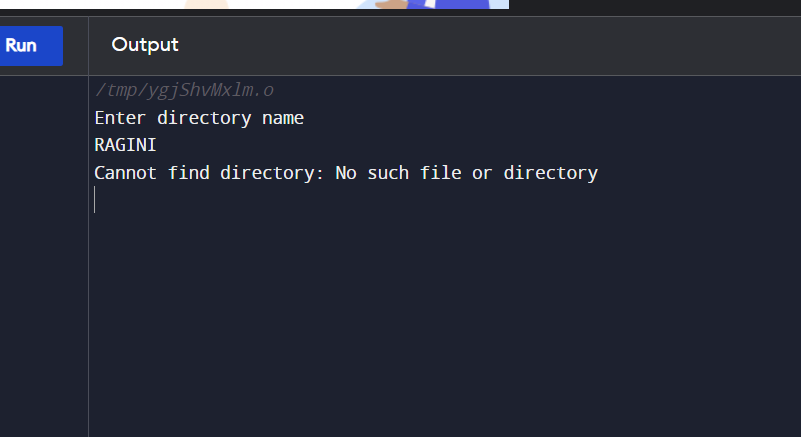 Run
Output
/tmp/ygjShvMxlm.o
Enter directory name
RAGINI
Cannot find directory: No such file or directory